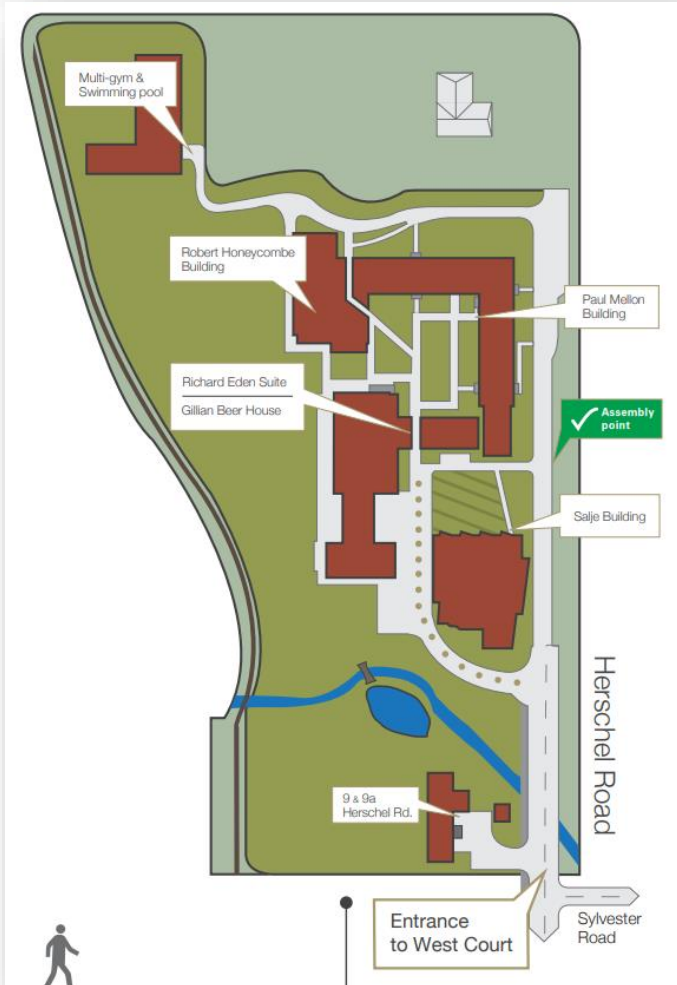 Multi-gym &
Swimming pool
Robert Honeycombe
Building
Paul Mellon
Building
Richard Eden Suite
Gillian Beer House
Assembly
point
Salje Building
Herschel Road
9 & 9a
Herschel Rd.
Entrance
to West Court
Sylvester
Road